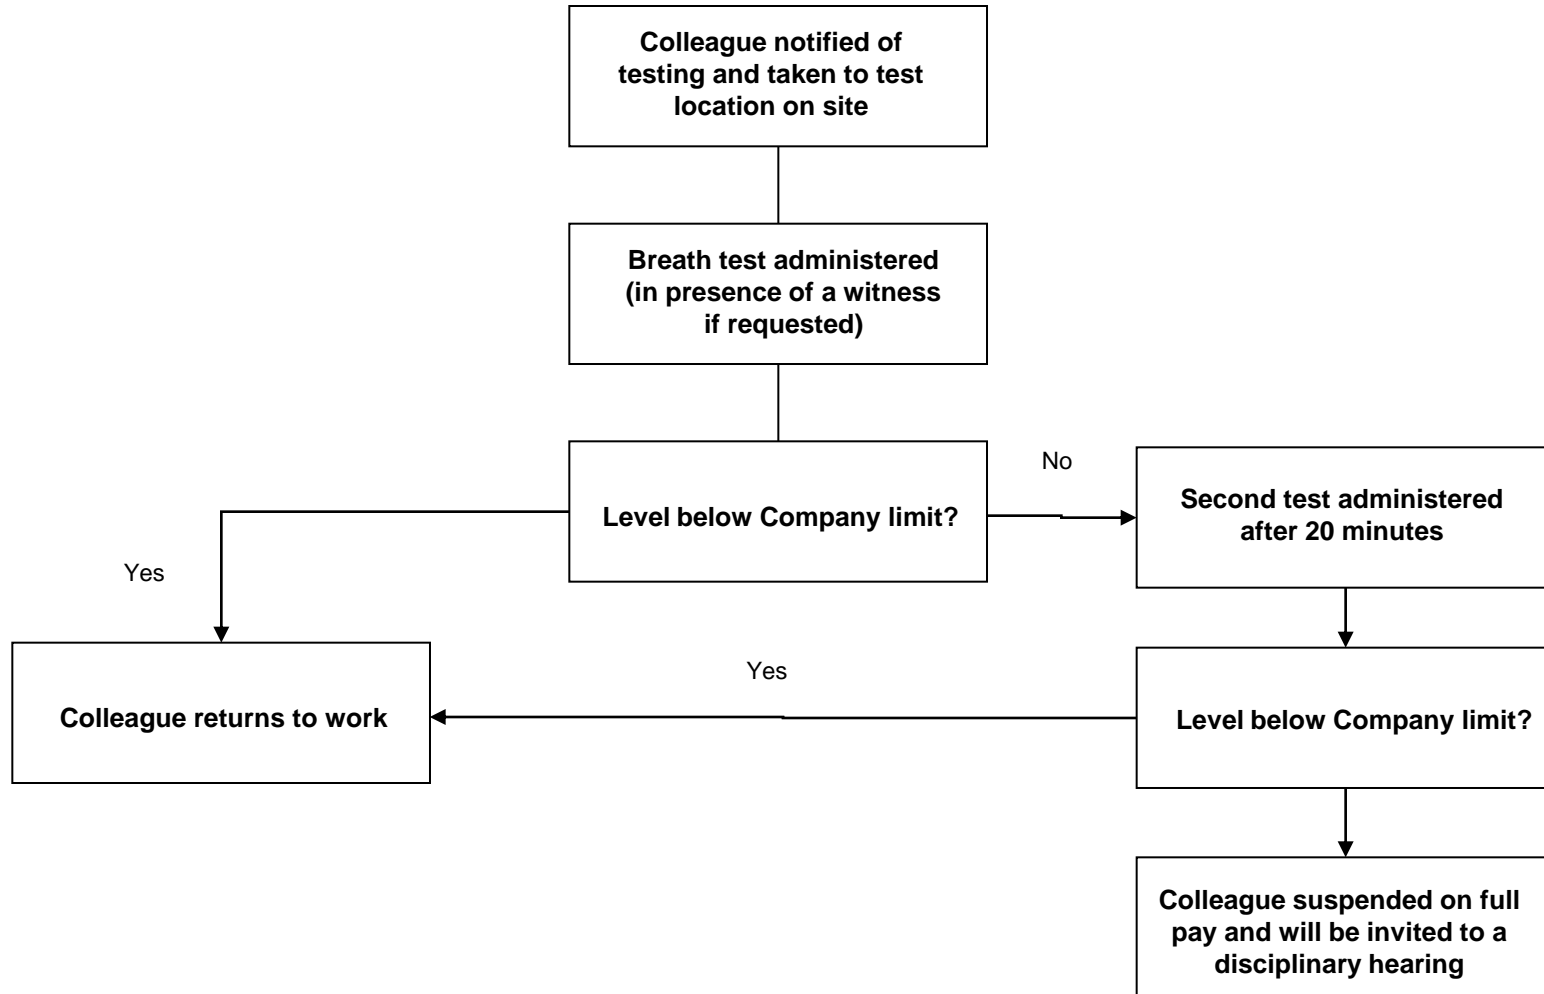 Colleague notified of
testing and taken to test
location on site
Breath test administered
(in presence of a witness
if requested)
Level below Company limit?
No
Second test administered
after 20 minutes
Yes
Colleague returns to work
Yes
Level below Company limit?
Colleague suspended on full
pay and will be invited to a
disciplinary hearing